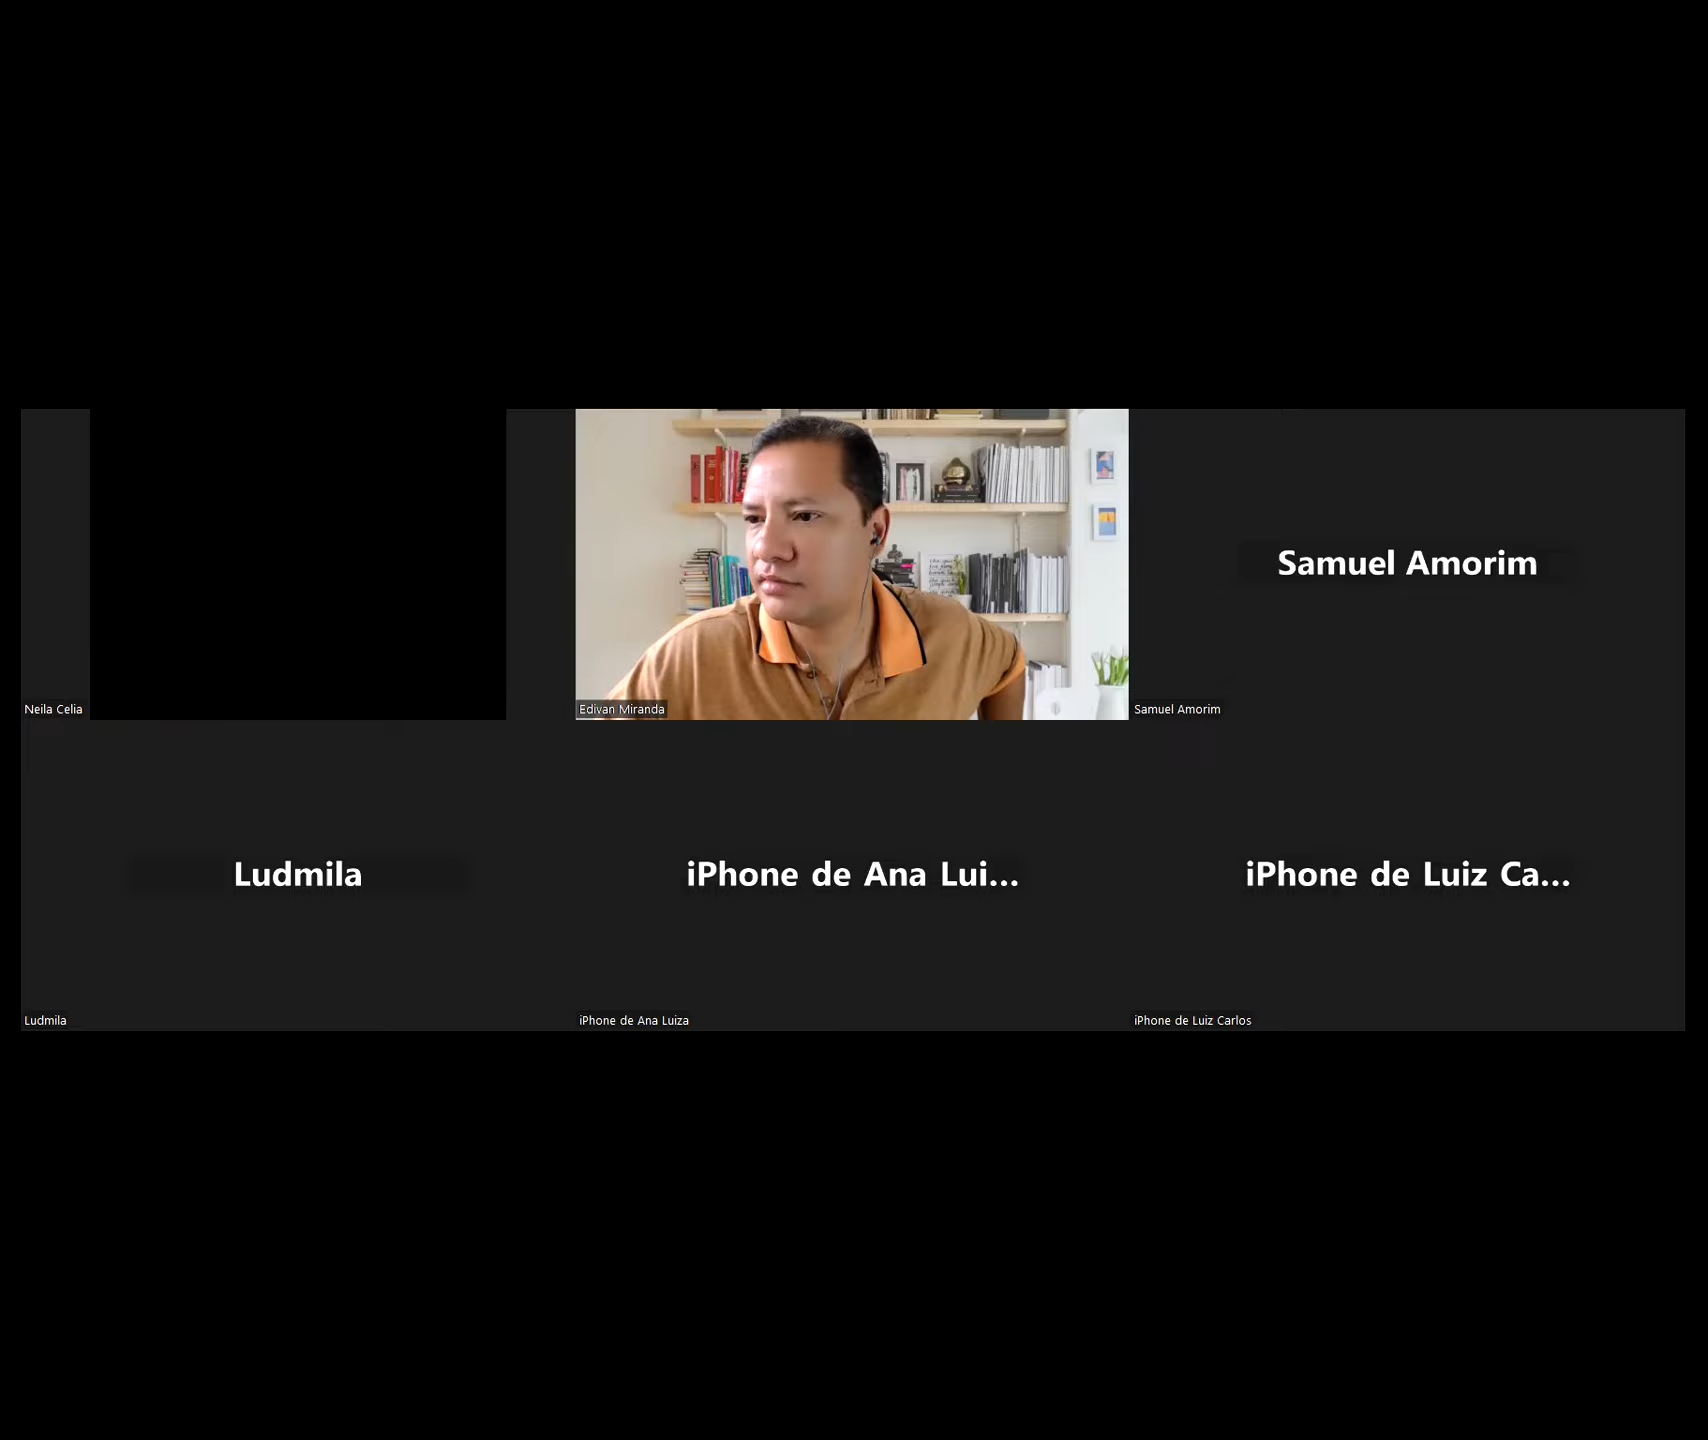 Neila Celia
Edivan Miranda
Samuel Amorim
Samuel Amorim
Ludmila
iPhone de Ana Lui...
iPhone de Luiz Ca...
Ludmila
iPhone de Ana Luiza
iPhone de Luiz Carlos